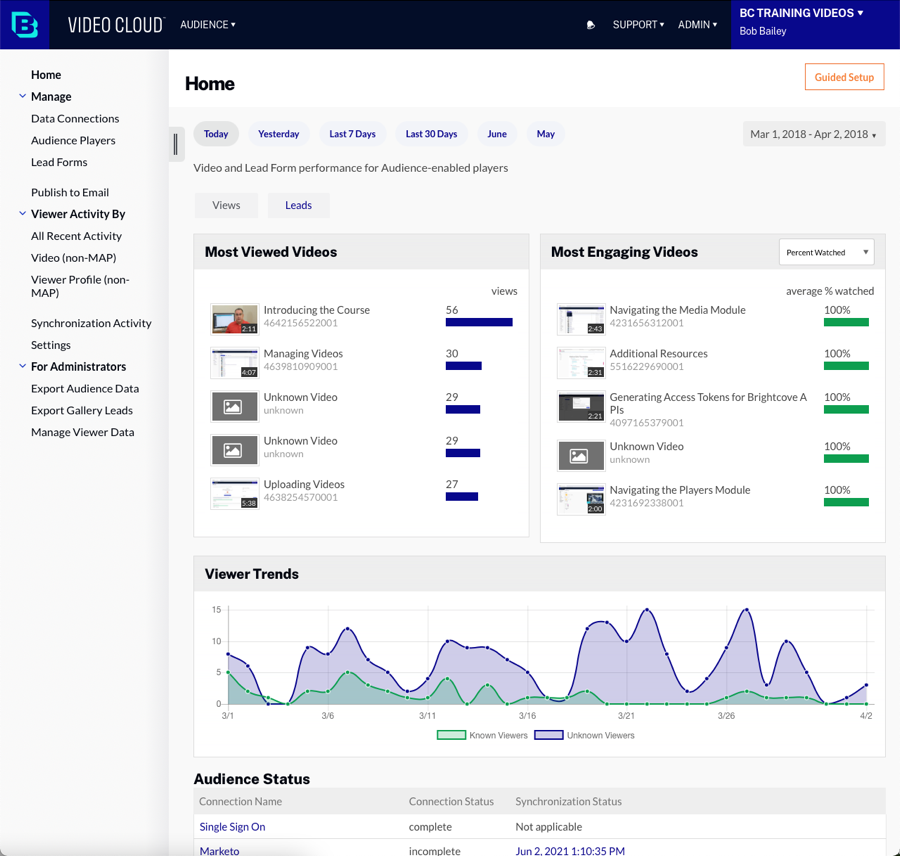 VIDEO CLOUD
AUDIENCE
SUPPORT
ADMIN
BC TRAINING VIDEOS
Bob Bailey
Home
Manage
Data Connections
Audience Players
Lead Forms
Publish to Email
Viewer Activity By
All Recent Activity
Video (non-MAP)
Viewer Profile (non-
MAP)
Synchronization Activity
Settings
For Administrators
Export Audience Data
Export Gallery Leads
Manage Viewer Data
Home
Guided Setup
Today
Yesterday
Last 7 Days
Last 30 Days
June
May
Mar 1, 2018 - Apr 2, 2018
Video and Lead Form performance for Audience-enabled players
Views
Leads
Most Viewed Videos
views
2:11
Introducing the Course
4642156522001
56
4:07
Managing Videos
4639810909001
30
Unknown Video
unknown
29
Unknown Video
unknown
29
5:38
Uploading Videos
4638254570001
27
Most Engaging Videos
Percent Watched
average % watched
2:43
Navigating the Media Module
4231656312001
100%
2:31
Additional Resources
5516229690001
100%
2:21
Generating Access Tokens for Brightcove A
PIs
4097165379001
100%
Unknown Video
unknown
100%
2:00
Navigating the Players Module
4231692338001
100%
Viewer Trends
15
10
5
0
3/1
3/6
3/11
3/16
3/21
3/26
4/2
Known Viewers
Unknown Viewers
Audience Status
Connection Name
Connection Status
Synchronization Status
Single Sign On
complete
Not applicable
Marketo
incomplete
Jun 2, 2021 1:10:35 PM